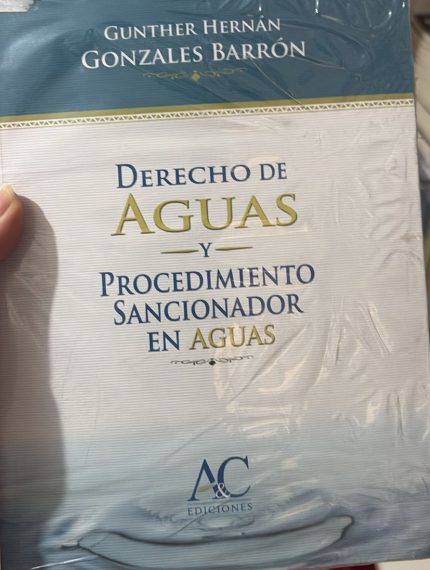 GUNTHER HERNÁN
GONZALES BARRÓN
DERECHO DE
AGUAS
Y
PROCEDIMIENTO
SANCIONADOR
EN AGUAS
A&C
EDICIONES